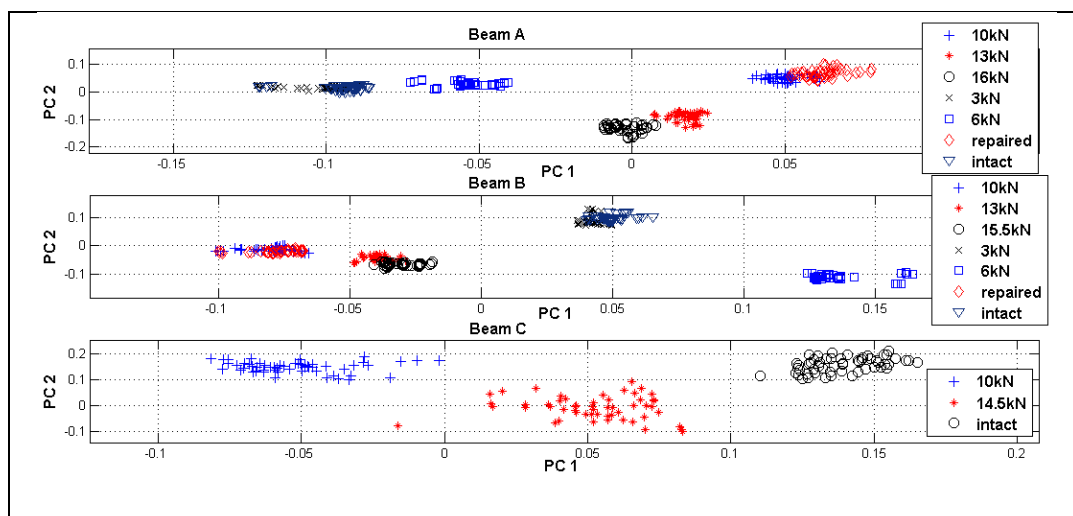 Beam A
PC 2
0.1
0
-0.1
-0.2
-0.15
-0.1
-0.05
0
0.05
PC 1
10kN
13kN
16kN
3kN
6kN
repaired
intact
Beam B
PC 2
0.1
0
-0.1
-0.1
-0.05
0
0.05
0.1
0.15
PC 1
10kN
13kN
15.5kN
3kN
6kN
repaired
intact
Beam C
PC 2
0.2
0.1
0
-0.1
-0.1
-0.05
0
0.05
0.1
0.15
0.2
PC 1
10kN
14.5kN
intact